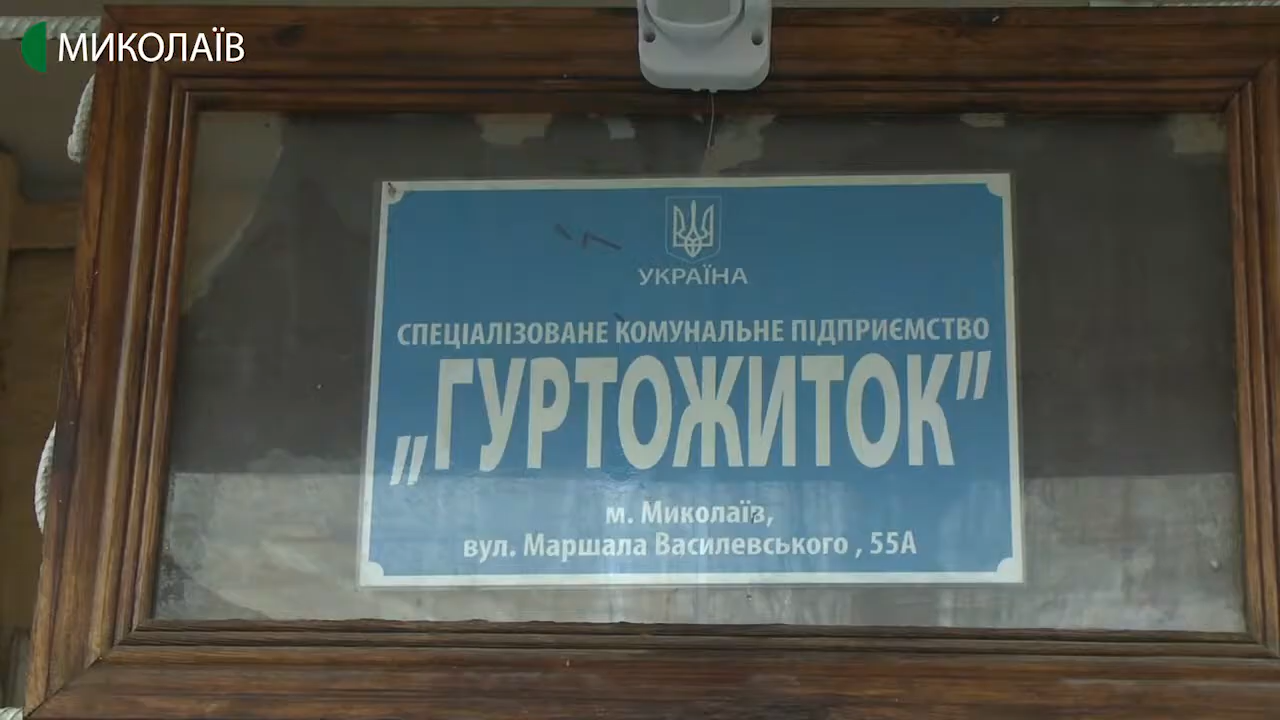 МИКОЛАЇВ
УКРАЇНА
СПЕЦІАЛІЗОВАНЕ КОМУНАЛЬНЕ ПІДПРИЄМСТВО
„ГУРТОЖИТОК”
м. Миколаїв,
вул. Маршала Василевського , 55А